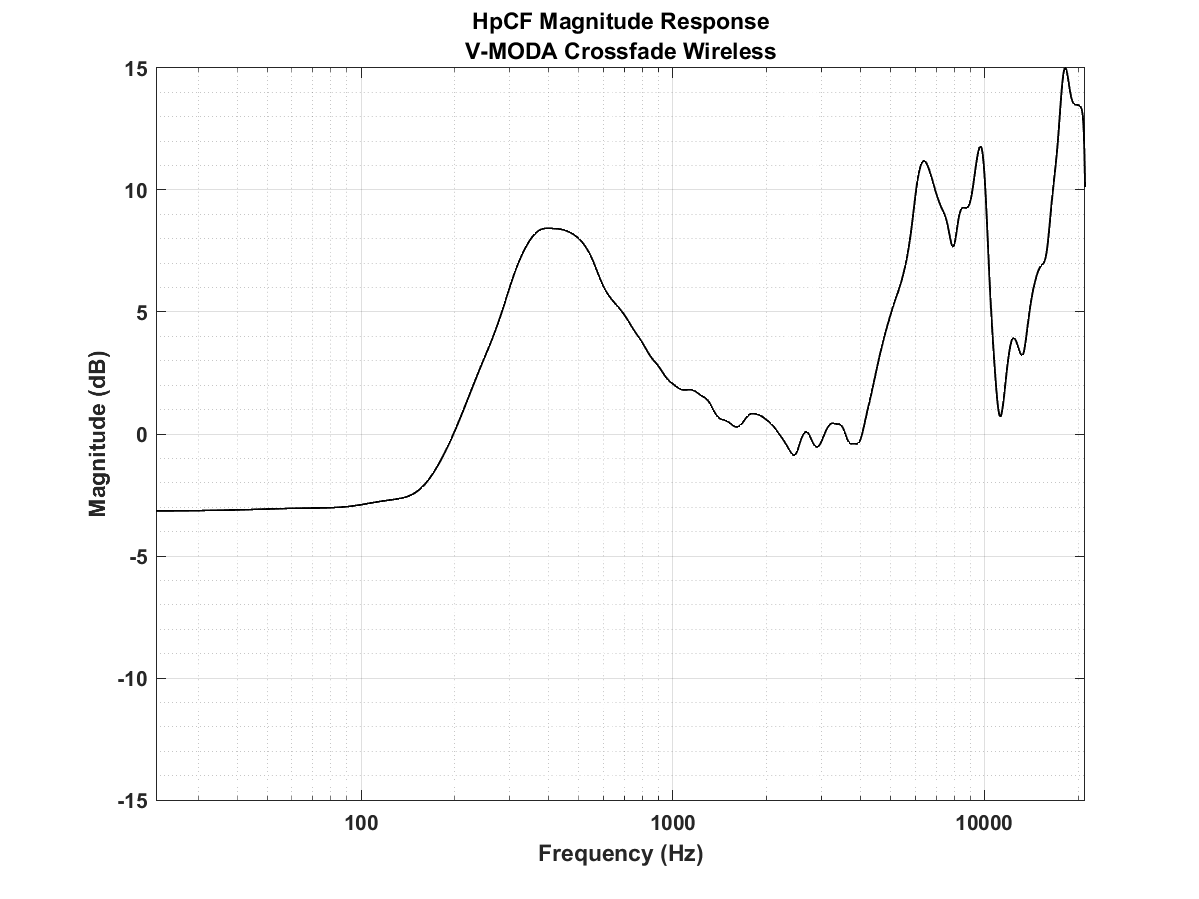 HpCF Magnitude Response
V-MODA Crossfade Wireless
15
10
5
0
-5
-10
-15
Magnitude (dB)
100 1000 10000
Frequency (Hz)